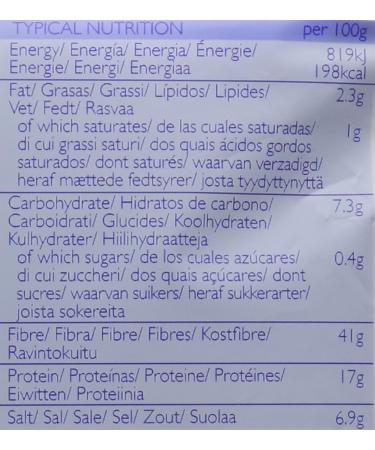 TYPICAL NUTRITION per 100g
Energy/ Energía/ Energia/ Énergie/ 819kJ
Energie/ Energi/ Energiaa 198kcal
Fat/ Grasas/ Grassi/ Lípidos/ Lipides/ 2.3g
Vet/ Fedt/ Rasvaa
of which saturates/ de las cuales saturadas/ 1g
di cui grassi saturi/ dos quais ácidos gordos
saturados/ dont saturés/ waarvan verzadigd/
heraf mættede fedtsyrer/ josta tyydyttynyttä
Carbohydrate/ Hidratos de carbono/ 7.3g
Carboidrati/ Glucides/ Koolhydraten/
Kulhydrater/ Hiilihydraatteja
of which sugars/ de los cuales azúcares/ 0.4g
di cui zuccheri/ dos quais açúcares/ dont
sucres/ waarvan suikers/ heraf sukkerarter/
joista sokereita
Fibre/ Fibra/ Fibre/ Fibres/ Kostfibre/ 41g
Ravintokuitu
Protein/ Proteínas/ Proteine/ Protéines/ 17g
Eiwitten/ Proteiinia
Salt/ Sal/ Sale/ Sel/ Zout/ Suolaa 6.9g